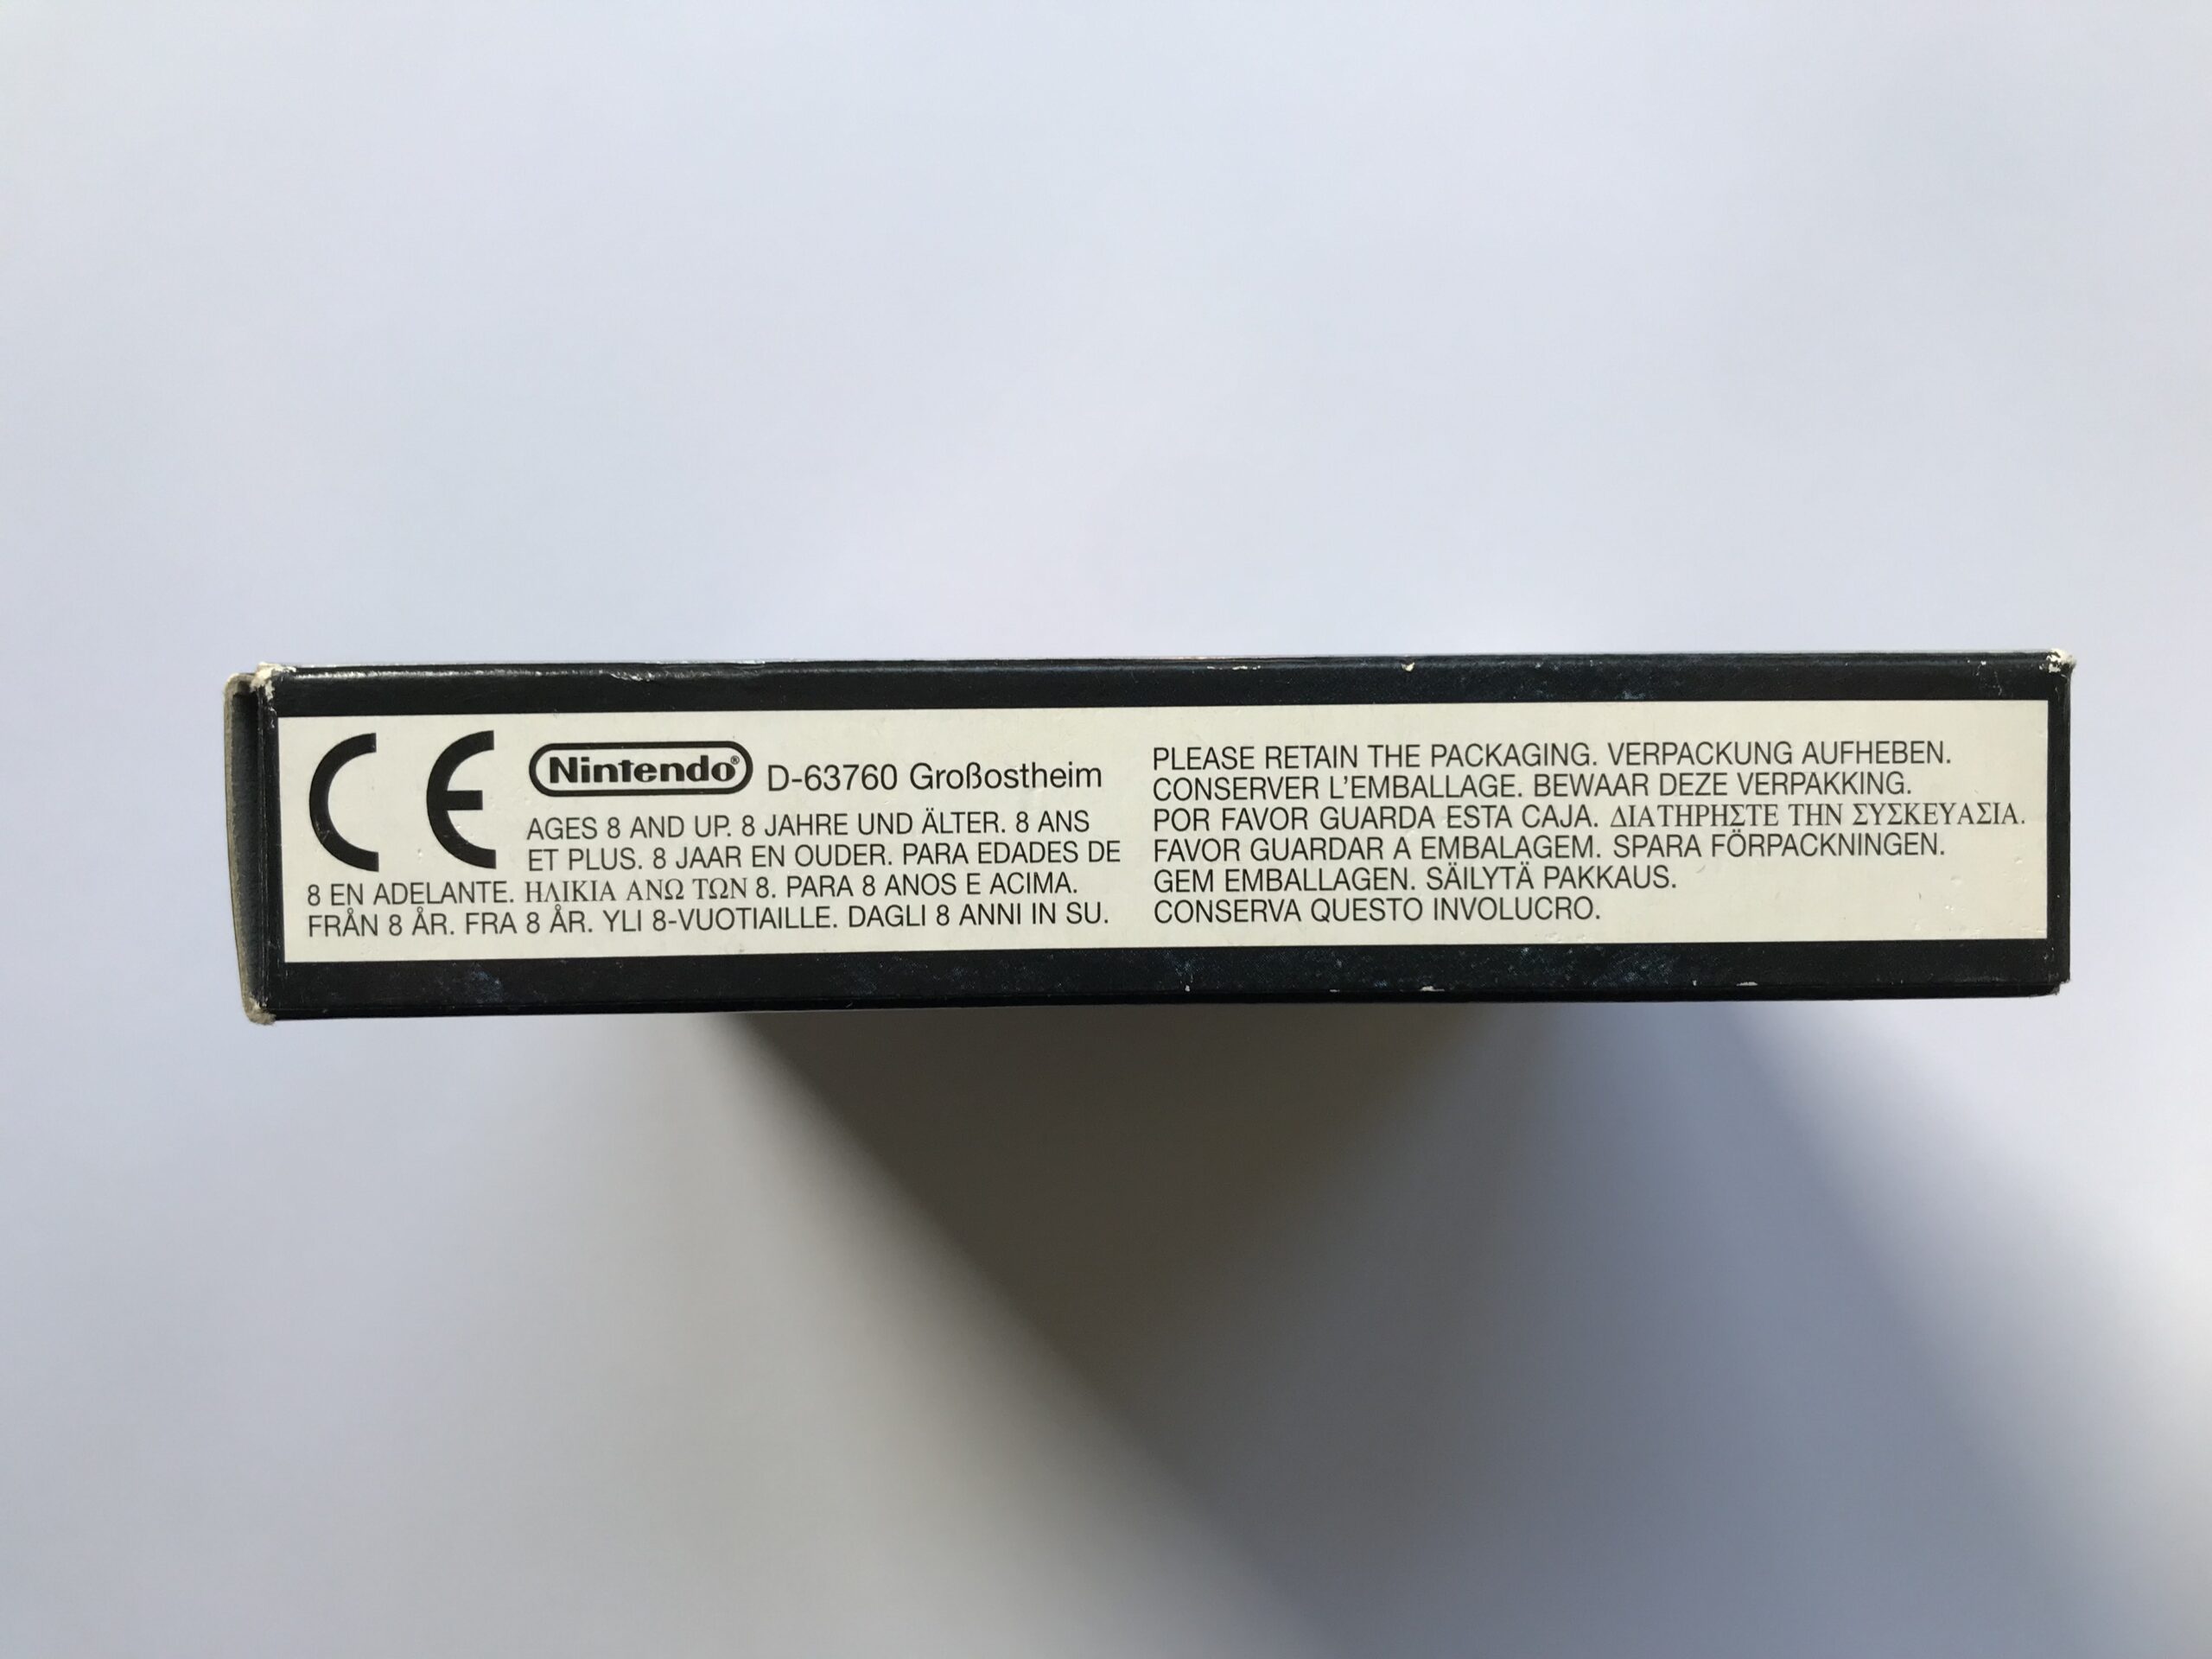 CE
Nintendo® D-63760 Großostheim
AGES 8 AND UP. 8 JAHRE UND ÄLTER. 8 ANS
ET PLUS. 8 JAAR EN OUDER. PARA EDADES DE
8 EN ADELANTE. ΗΛΙΚΙΑ ΑΝΩ ΤΩΝ 8. PARA 8 ANOS E ACIMA.
FRÅN 8 ÅR. FRA 8 ÅR. YLI 8-VUOTIAILLE. DAGLI 8 ANNI IN SU.
PLEASE RETAIN THE PACKAGING. VERPACKUNG AUFHEBEN.
CONSERVER L'EMBALLAGE. BEWAAR DEZE VERPAKKING.
POR FAVOR GUARDA ESTA CAJA. ΔΙΑΤΗΡΗΣΤΕ ΤΗΝ ΣΥΣΚΕΥΑΣΙΑ.
FAVOR GUARDAR A EMBALAGEM. SPARA FÖRPACKNINGEN.
GEM EMBALLAGEN. SÄILYTÄ PAKKAUS.
CONSERVA QUESTO INVOLUCRO.